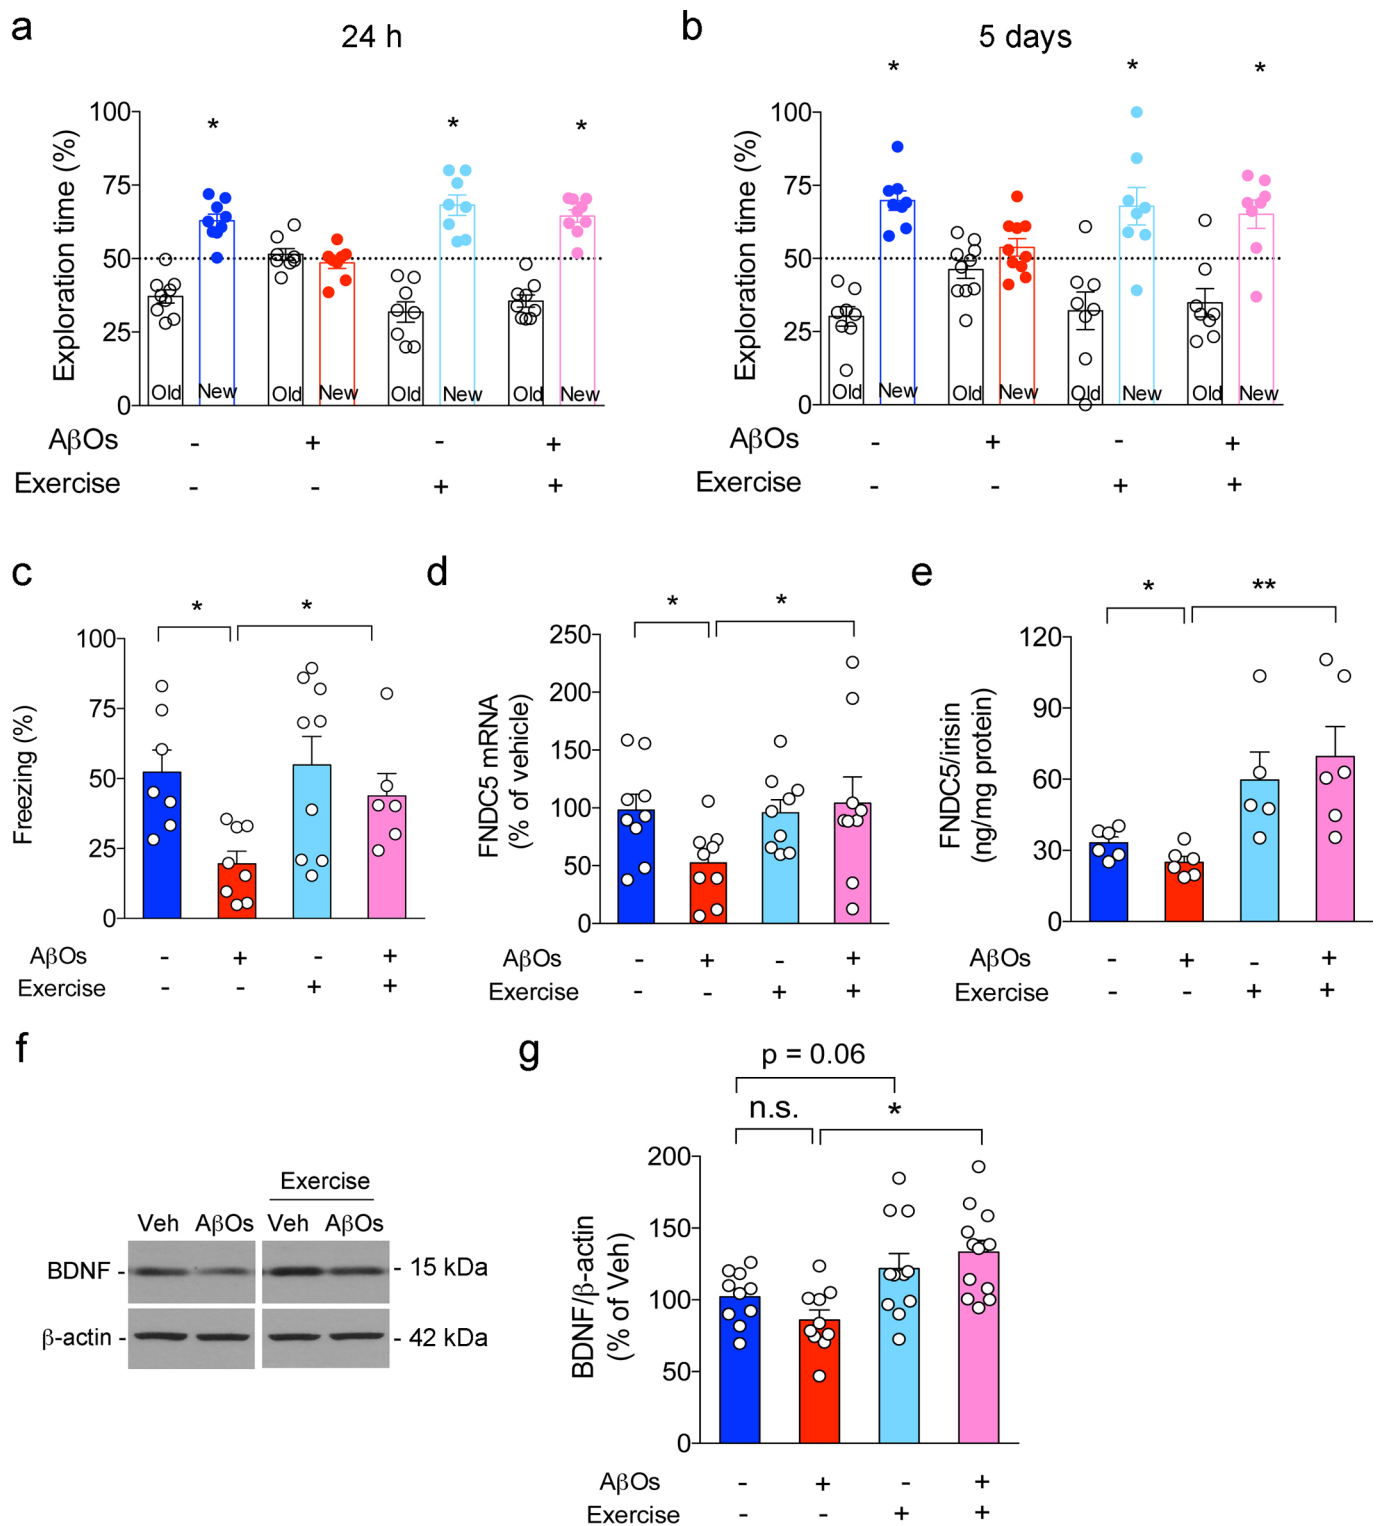 a
24 h
b
5 days
*
*
*
*
*
*
Exploration time (%)
100
75
50
25
0
Old
New
Old
New
Old
New
Old
New
AβOs
- + - +
Exercise
- - + +
Exploration time (%)
100
75
50
25
0
Old
New
Old
New
Old
New
Old
New
AβOs
- + - +
Exercise
- - + +
c
*
*
Freezing (%)
100
75
50
25
0
AβOs
- + - +
Exercise
- - + +
d
*
*
FNDC5 mRNA
(% of vehicle)
250
200
150
100
50
0
AβOs
- + - +
Exercise
- - + +
e
*
**
FNDC5/irisin
(ng/mg protein)
120
90
60
30
0
AβOs
- + - +
Exercise
- - + +
f
Exercise
Veh AβOs Veh AβOs
BDNF -
- 15 kDa
β-actin -
- 42 kDa
g
p = 0.06
n.s.
*
BDNF/β-actin
(% of Veh)
200
150
100
50
0
AβOs
- + - +
Exercise
- - + +